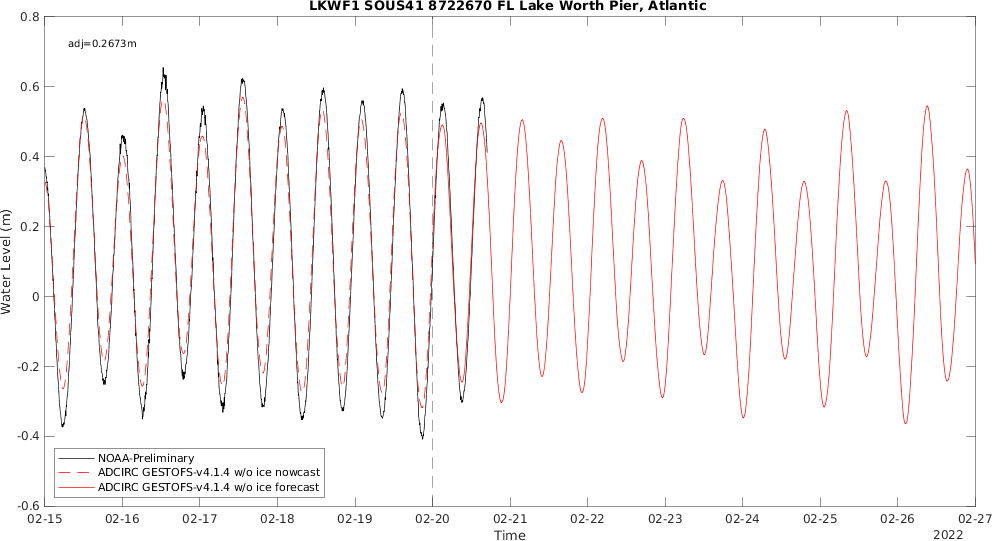 LKWF1 SOUS41 8722670 FL Lake Worth Pier, Atlantic
0.8
adj=0.2673m
0.6
0.4
0.2
0
-0.2
-0.4
-0.6
Water Level (m)
NOAA-Preliminary
ADCIRC GESTOFS-v4.1.4 w/o ice nowcast
ADCIRC GESTOFS-v4.1.4 w/o ice forecast
02-15 02-16 02-17 02-18 02-19 02-20 02-21 02-22 02-23 02-24 02-25 02-26 02-27
Time
2022